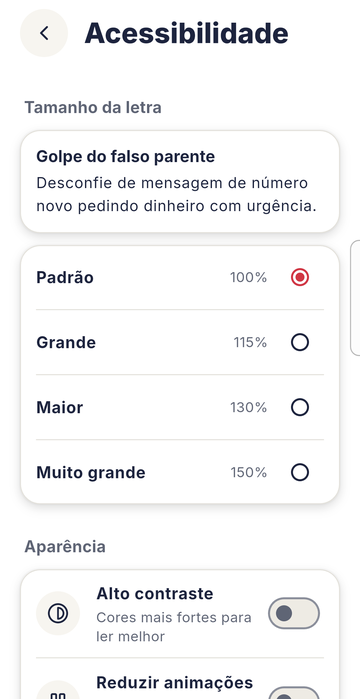 Acessibilidade
Tamanho da letra
Golpe do falso parente
Desconfie de mensagem de número
novo pedindo dinheiro com urgência.
Padrão 100%
Grande 115%
Maior 130%
Muito grande 150%
Aparência
Alto contraste
Cores mais fortes para
ler melhor
Reduzir animações